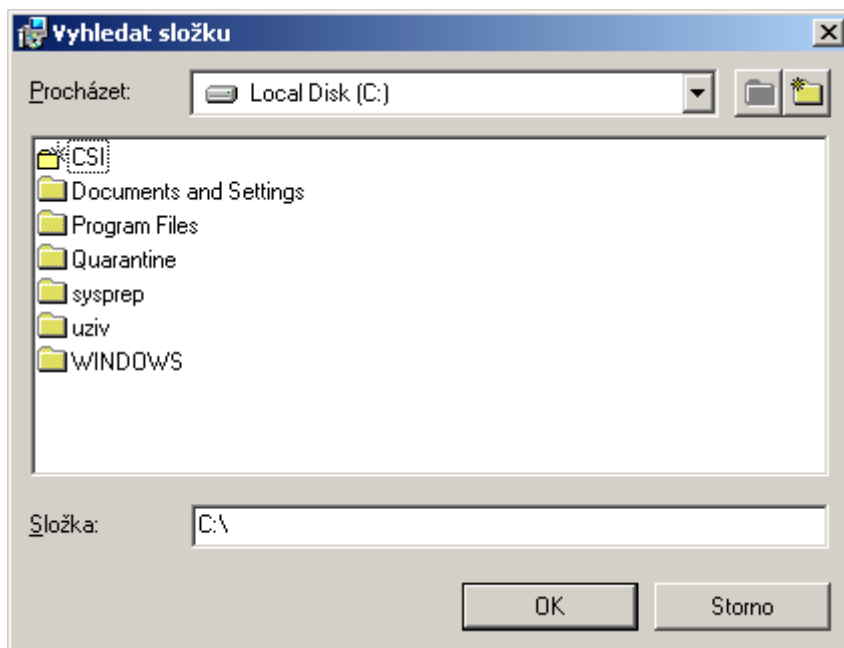 Vyhledat složku
Procházet: Local Disk (C:)
CSI
Documents and Settings
Program Files
Quarantine
sysprep
uziv
WINDOWS
Složka: C:\
OK Storno